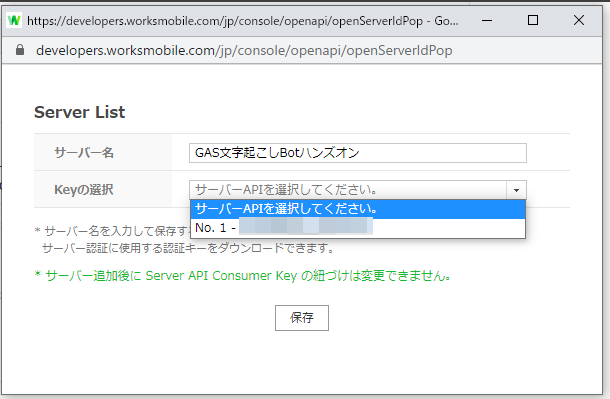 https://developers.worksmobile.com/jp/console/openapi/openServerIdPop - Go...
developers.worksmobile.com/jp/console/openapi/openServerIdPop
Server List
サーバー名
GAS文字起こしBotハンズオン
Keyの選択
サーバーAPIを選択してください。
サーバーAPIを選択してください。
No. 1 -
* サーバー名を入力して保存す
サーバー認証に使用する認証キーをダウンロードできます。
* サーバー追加後に Server API Consumer Key の紐づけは変更できません。
保存